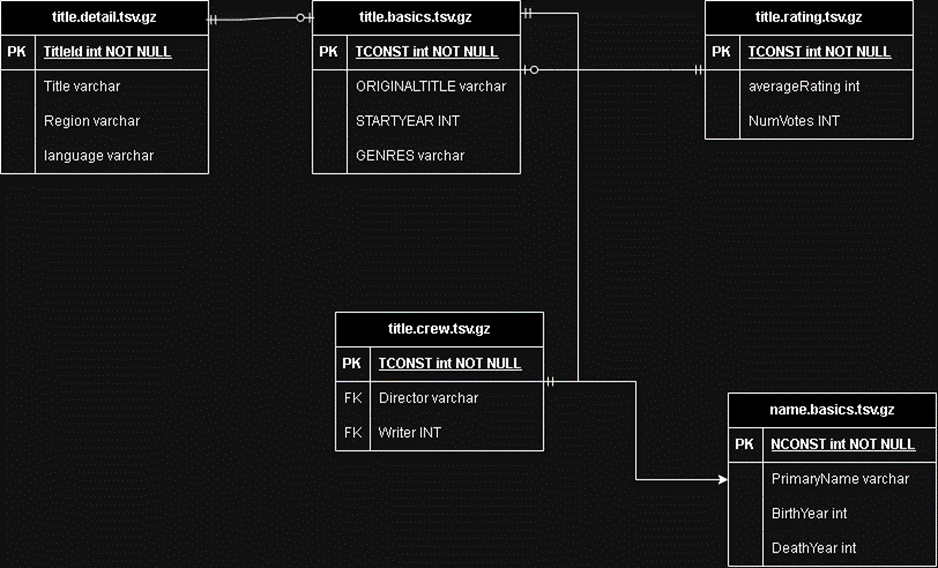 title.detail.tsv.gz
PK TitleId int NOT NULL
Title varchar
Region varchar
language varchar
title.basics.tsv.gz
PK TCONST int NOT NULL
ORIGINALTITLE varchar
STARTYEAR INT
GENRES varchar
title.rating.tsv.gz
PK TCONST int NOT NULL
averageRating int
NumVotes INT
title.crew.tsv.gz
PK TCONST int NOT NULL
FK Director varchar
FK Writer INT
name.basics.tsv.gz
PK NCONST int NOT NULL
PrimaryName varchar
BirthYear int
DeathYear int